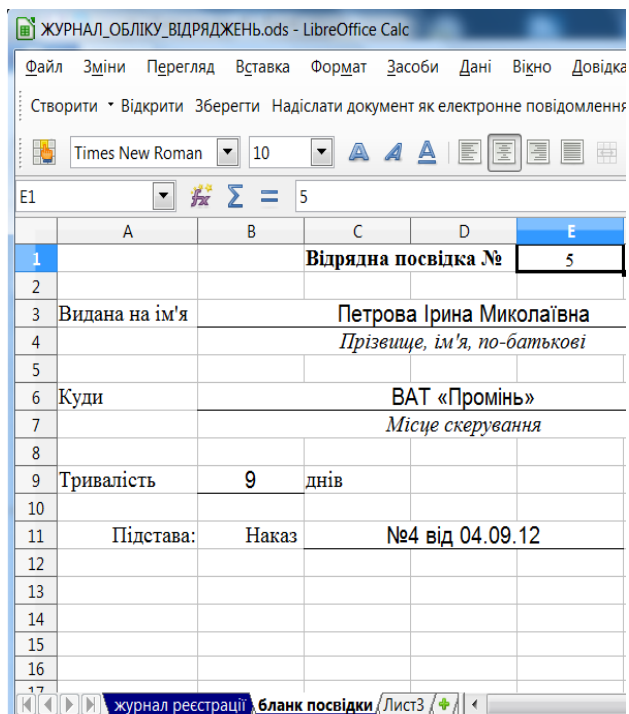 ЖУРНАЛ_ОБЛІКУ_ВІДРЯДЖЕНЬ.ods - LibreOffice Calc
Файл Зміни Перегляд Вставка Формат Засоби Дані Вікно Довідка
Створити Відкрити Зберегти Надіслати документ як електронне повідомлення
Times New Roman 10
E1 5
A B C D E
1 Відрядна посвідка № 5
2
3 Видана на ім'я Петрова Ірина Миколаївна
4 Прізвище, ім'я, по-батькові
5
6 Куди ВАТ «Промінь»
7 Місце скерування
8
9 Тривалість 9 днів
10
11 Підстава: Наказ №4 від 04.09.12
12
13
14
15
16
17
журнал реєстрації бланк посвідки Лист3